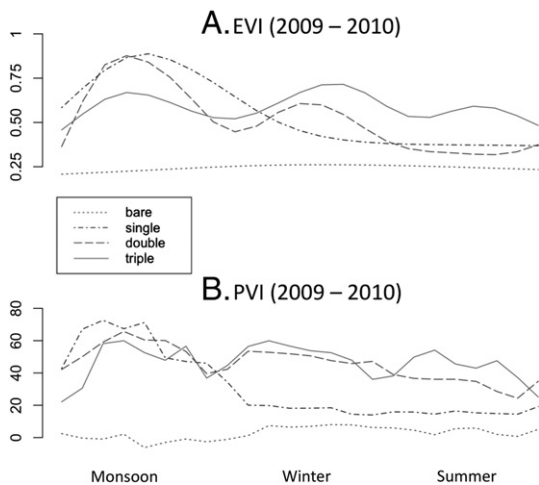 A. EVI (2009 – 2010)
1
0.75
0.50
0.25
bare
single
double
triple
B. PVI (2009 – 2010)
80
60
40
20
0
Monsoon Winter Summer